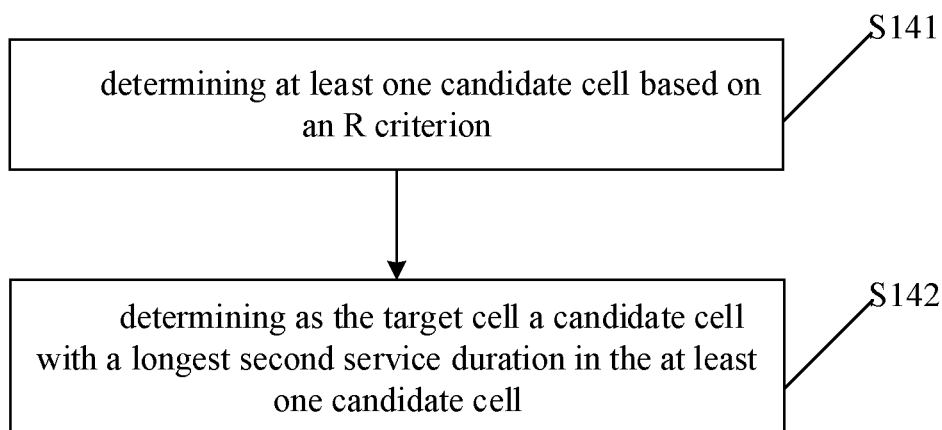 S141
determining at least one candidate cell based on
an R criterion
S142
determining as the target cell a candidate cell
with a longest second service duration in the at least
one candidate cell